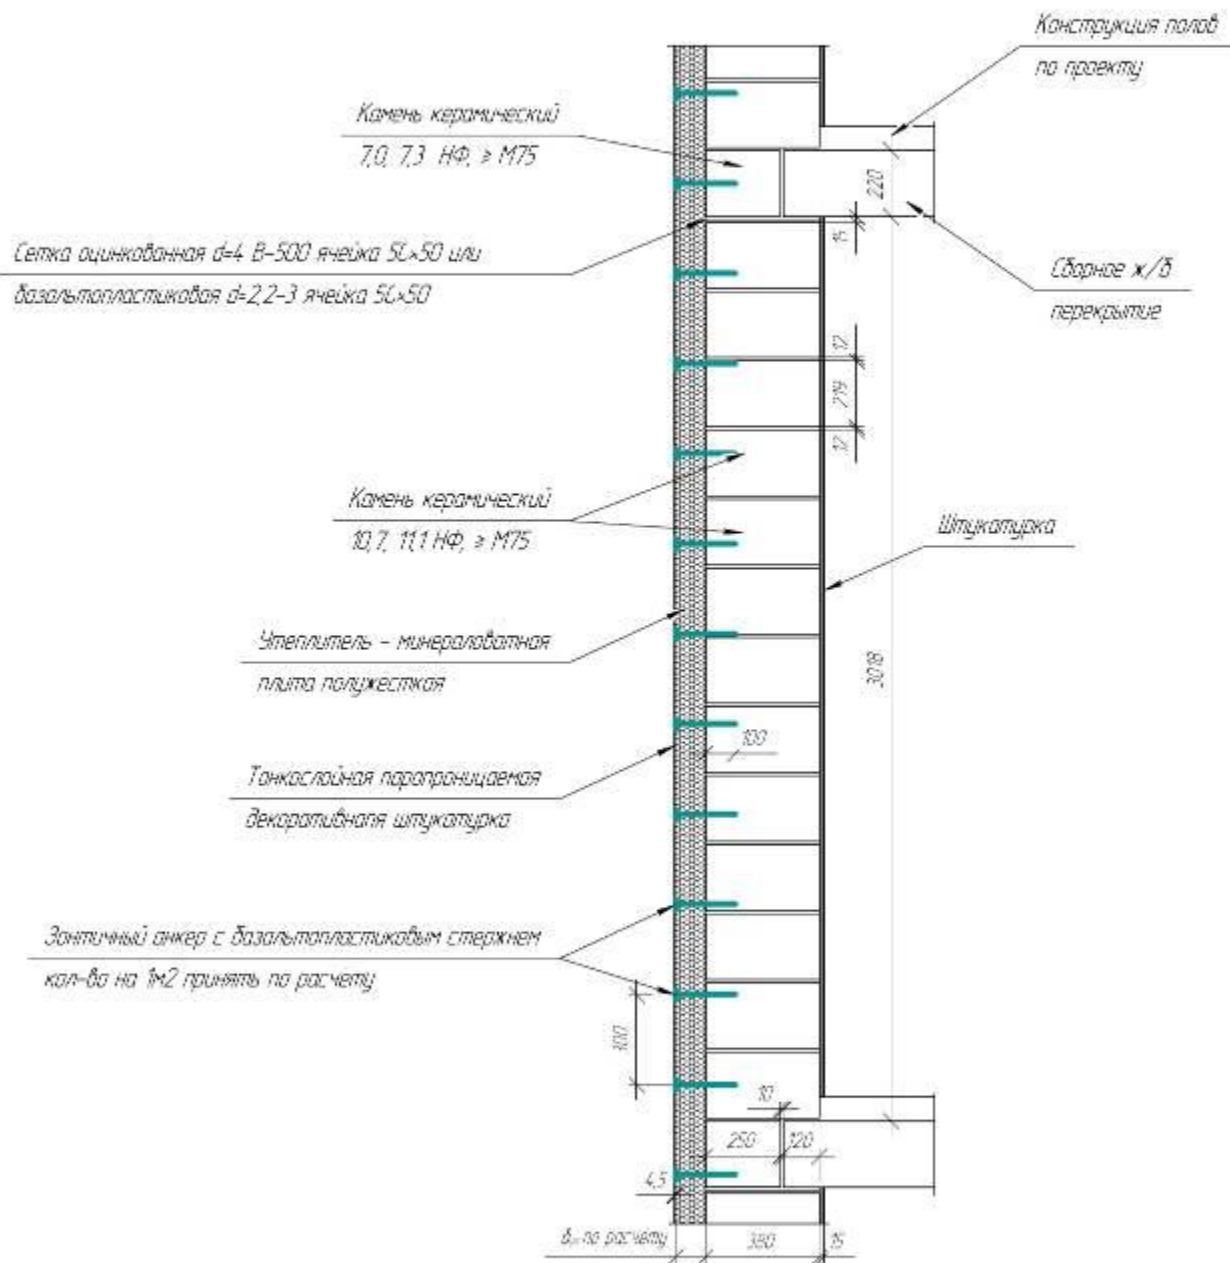 Конструкция полов
по проекту
Камень керамический
7,0, 7,3 НФ, ≥ М75
220
Сетка оцинкованная d=4 В-500 ячейка 50×50 или
базальтопластиковая d=2,2-3 ячейка 50×50
15
Сборное ж/б
перекрытие
12
219
12
Камень керамический
10,7, 11,1 НФ, ≥ М75
Штукатурка
Утеплитель - минераловатная
плита полужесткая
3018
100
Тонкослойная паропроницаемая
декоративная штукатурка
Зонтичный анкер с базальтопластиковым стержнем
кол-во на 1м2 принять по расчету
300
10
250
120
4,5
по расчёту
380
15